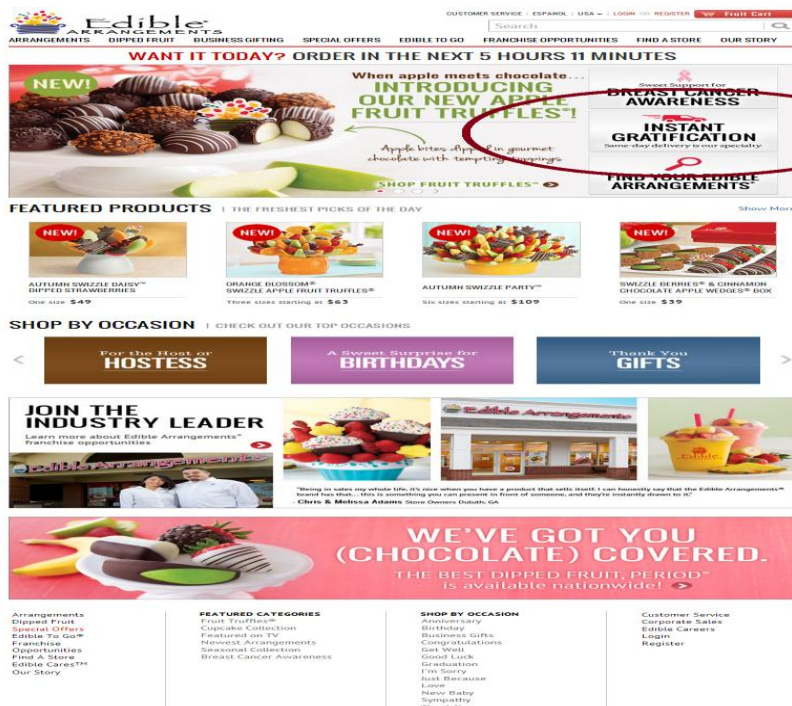 CUSTOMER SERVICE | ESPANOL | USA | LOGIN OR REGISTER Fruit Cart
Edible
ARRANGEMENTS
Search
ARRANGEMENTS DIPPED FRUIT BUSINESS GIFTING SPECIAL OFFERS EDIBLE TO GO FRANCHISE OPPORTUNITIES FIND A STORE OUR STORY
WANT IT TODAY? ORDER IN THE NEXT 5 HOURS 11 MINUTES
NEW!
When apple meets chocolate...
INTRODUCING
OUR NEW APPLE
FRUIT TRUFFLES®!
Apple bites dipped in gourmet
chocolate with tempting toppings
SHOP FRUIT TRUFFLES™
Sweet Support for
BREAST CANCER
AWARENESS
INSTANT
GRATIFICATION
Same-day delivery is our specialty.
FIND YOUR EDIBLE
ARRANGEMENTS®
FEATURED PRODUCTS | THE FRESHEST PICKS OF THE DAY
Show More
NEW!
AUTUMN SWIZZLE DAISY™
DIPPED STRAWBERRIES
One size $49
NEW!
ORANGE BLOSSOM®
SWIZZLE APPLE FRUIT TRUFFLES®
Three sizes starting at $63
AUTUMN SWIZZLE PARTY™
Six sizes starting at $109
NEW!
NEW!
SWIZZLE BERRIES® & CINNAMON
CHOCOLATE APPLE WEDGES® BOX
One size $39
SHOP BY OCCASION | CHECK OUT OUR TOP OCCASIONS
For the Host or
HOSTESS
A Sweet Surprise for
BIRTHDAYS
Thank You
GIFTS
JOIN THE
INDUSTRY LEADER
Learn more about Edible Arrangements®
franchise opportunities
Edible Arrangements
Edible Arrangements
Edible
"Being in sales my whole life, it's nice when you have a product that sells itself. I can honestly say that the Edible Arrangements®
brand has that... this is something you can present in front of someone, and they're instantly drawn to it."
- Chris & Melissa Adams Store Owners Duluth, GA
WE'VE GOT YOU
(CHOCOLATE) COVERED.
THE BEST DIPPED FRUIT, PERIOD®
is available nationwide!
Arrangements
Dipped Fruit
Special Offers
Edible To Go®
Franchise
Opportunities
Find A Store
Edible Cares™
Our Story
FEATURED CATEGORIES
Fruit Truffles®
Cupcake Collection
Featured on TV
Newest Arrangements
Seasonal Collection
Breast Cancer Awareness
SHOP BY OCCASION
Anniversary
Birthday
Business Gifts
Congratulations
Get Well
Good Luck
Graduation
I'm Sorry
Just Because
Love
New Baby
Sympathy
Customer Service
Corporate Sales
Edible Careers
Login
Register